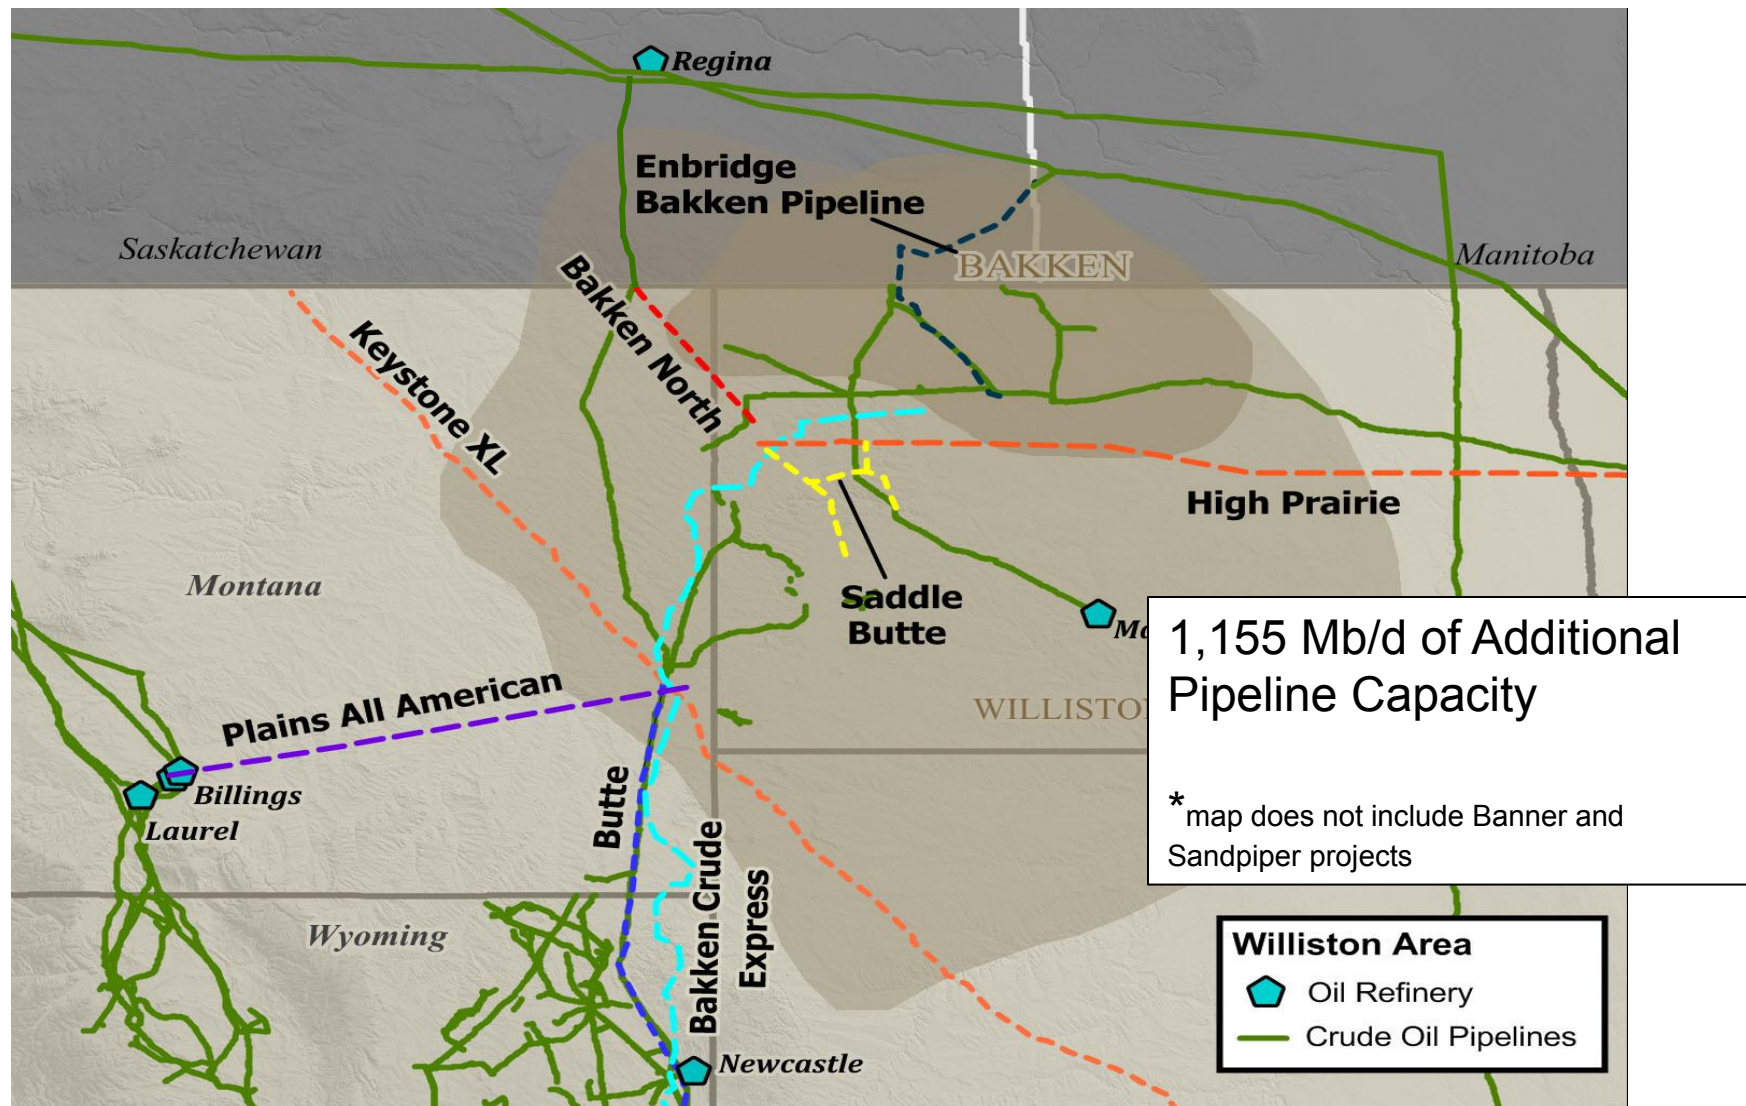 Regina
Enbridge
Bakken Pipeline
Saskatchewan
BAKKEN
Manitoba
Bakken North
Keystone XL
High Prairie
Montana
Saddle
Butte
1,155 Mb/d of Additional
Pipeline Capacity
*map does not include Banner and
Sandpiper projects
Plains All American
Billings
Laurel
Butte
Bakken Crude
Express
Wyoming
Newcastle
Williston Area
Oil Refinery
Crude Oil Pipelines